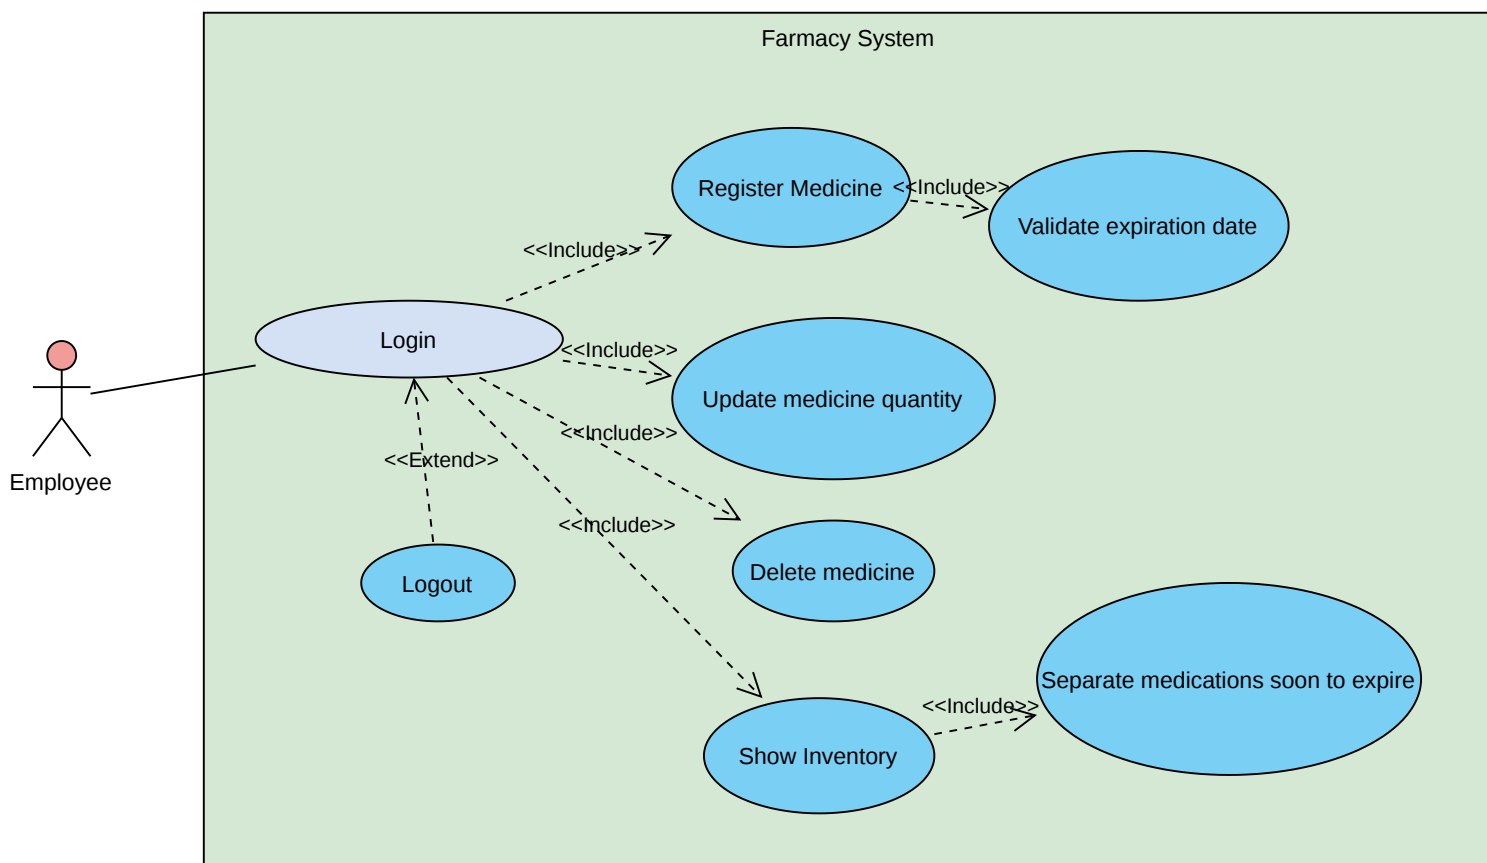 Farmacy System
Register Medicine
<<Include>>
Validate expiration date
<<Include>>
Login
<<Include>>
Update medicine quantity
<<Include>>
<<Extend>>
Employee
<<Include>>
Delete medicine
Logout
Separate medications soon to expire
<<Include>>
Show Inventory